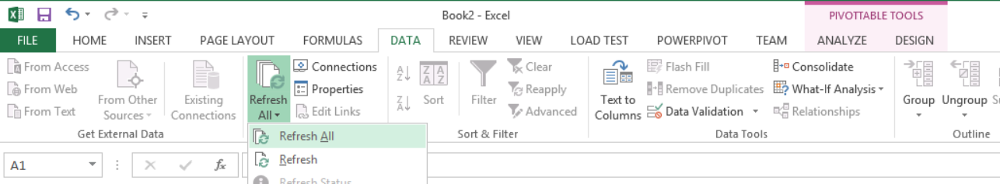 Book2 - Excel
PIVOTTABLE TOOLS
FILE HOME INSERT PAGE LAYOUT FORMULAS DATA REVIEW VIEW LOAD TEST POWERPIVOT TEAM ANALYZE DESIGN
From Access
From Web
From Text
From Other
Sources
Existing
Connections
Get External Data
Refresh
All
Connections
Properties
Edit Links
Refresh All
Refresh
Refresh Status
Sort
Filter
Clear
Reapply
Advanced
Sort & Filter
Text to
Columns
Flash Fill
Remove Duplicates
Data Validation
Consolidate
What-If Analysis
Relationships
Data Tools
Group
Ungroup
Outline
A1
fx